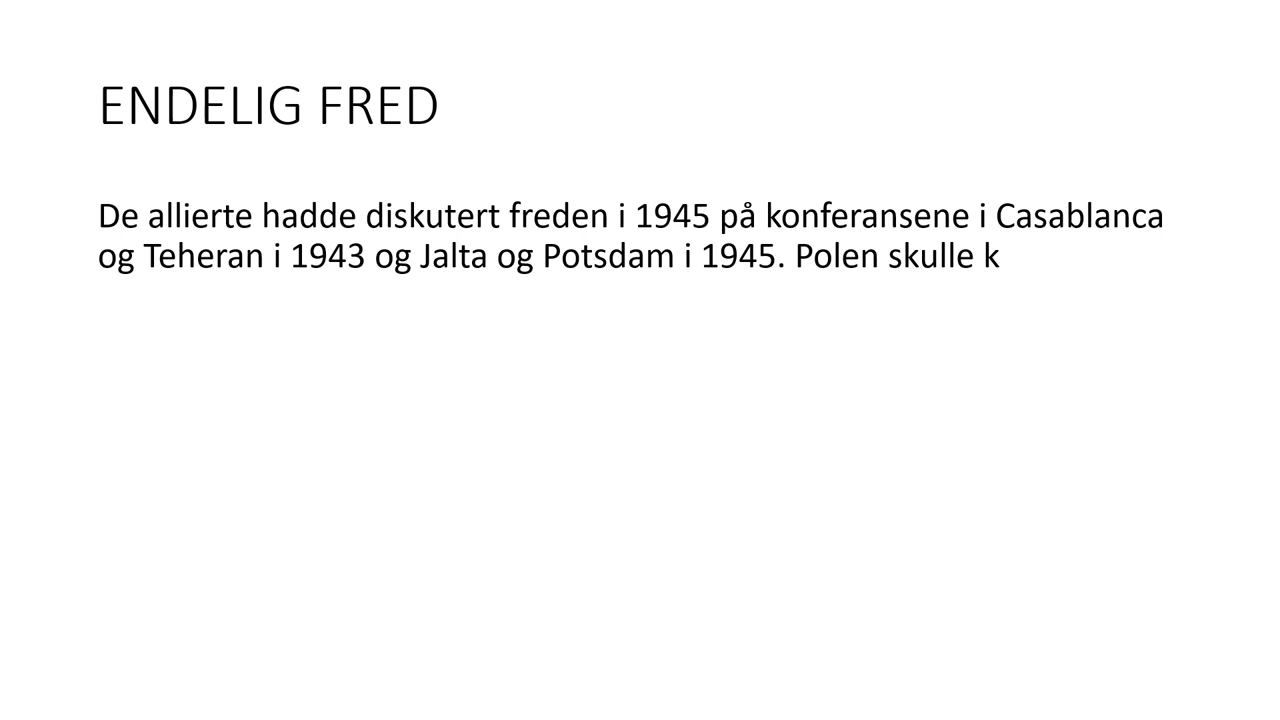 ENDELIG FRED
De allierte hadde diskutert freden i 1945 på konferansene i Casablanca
og Teheran i 1943 og Jalta og Potsdam i 1945. Polen skulle k